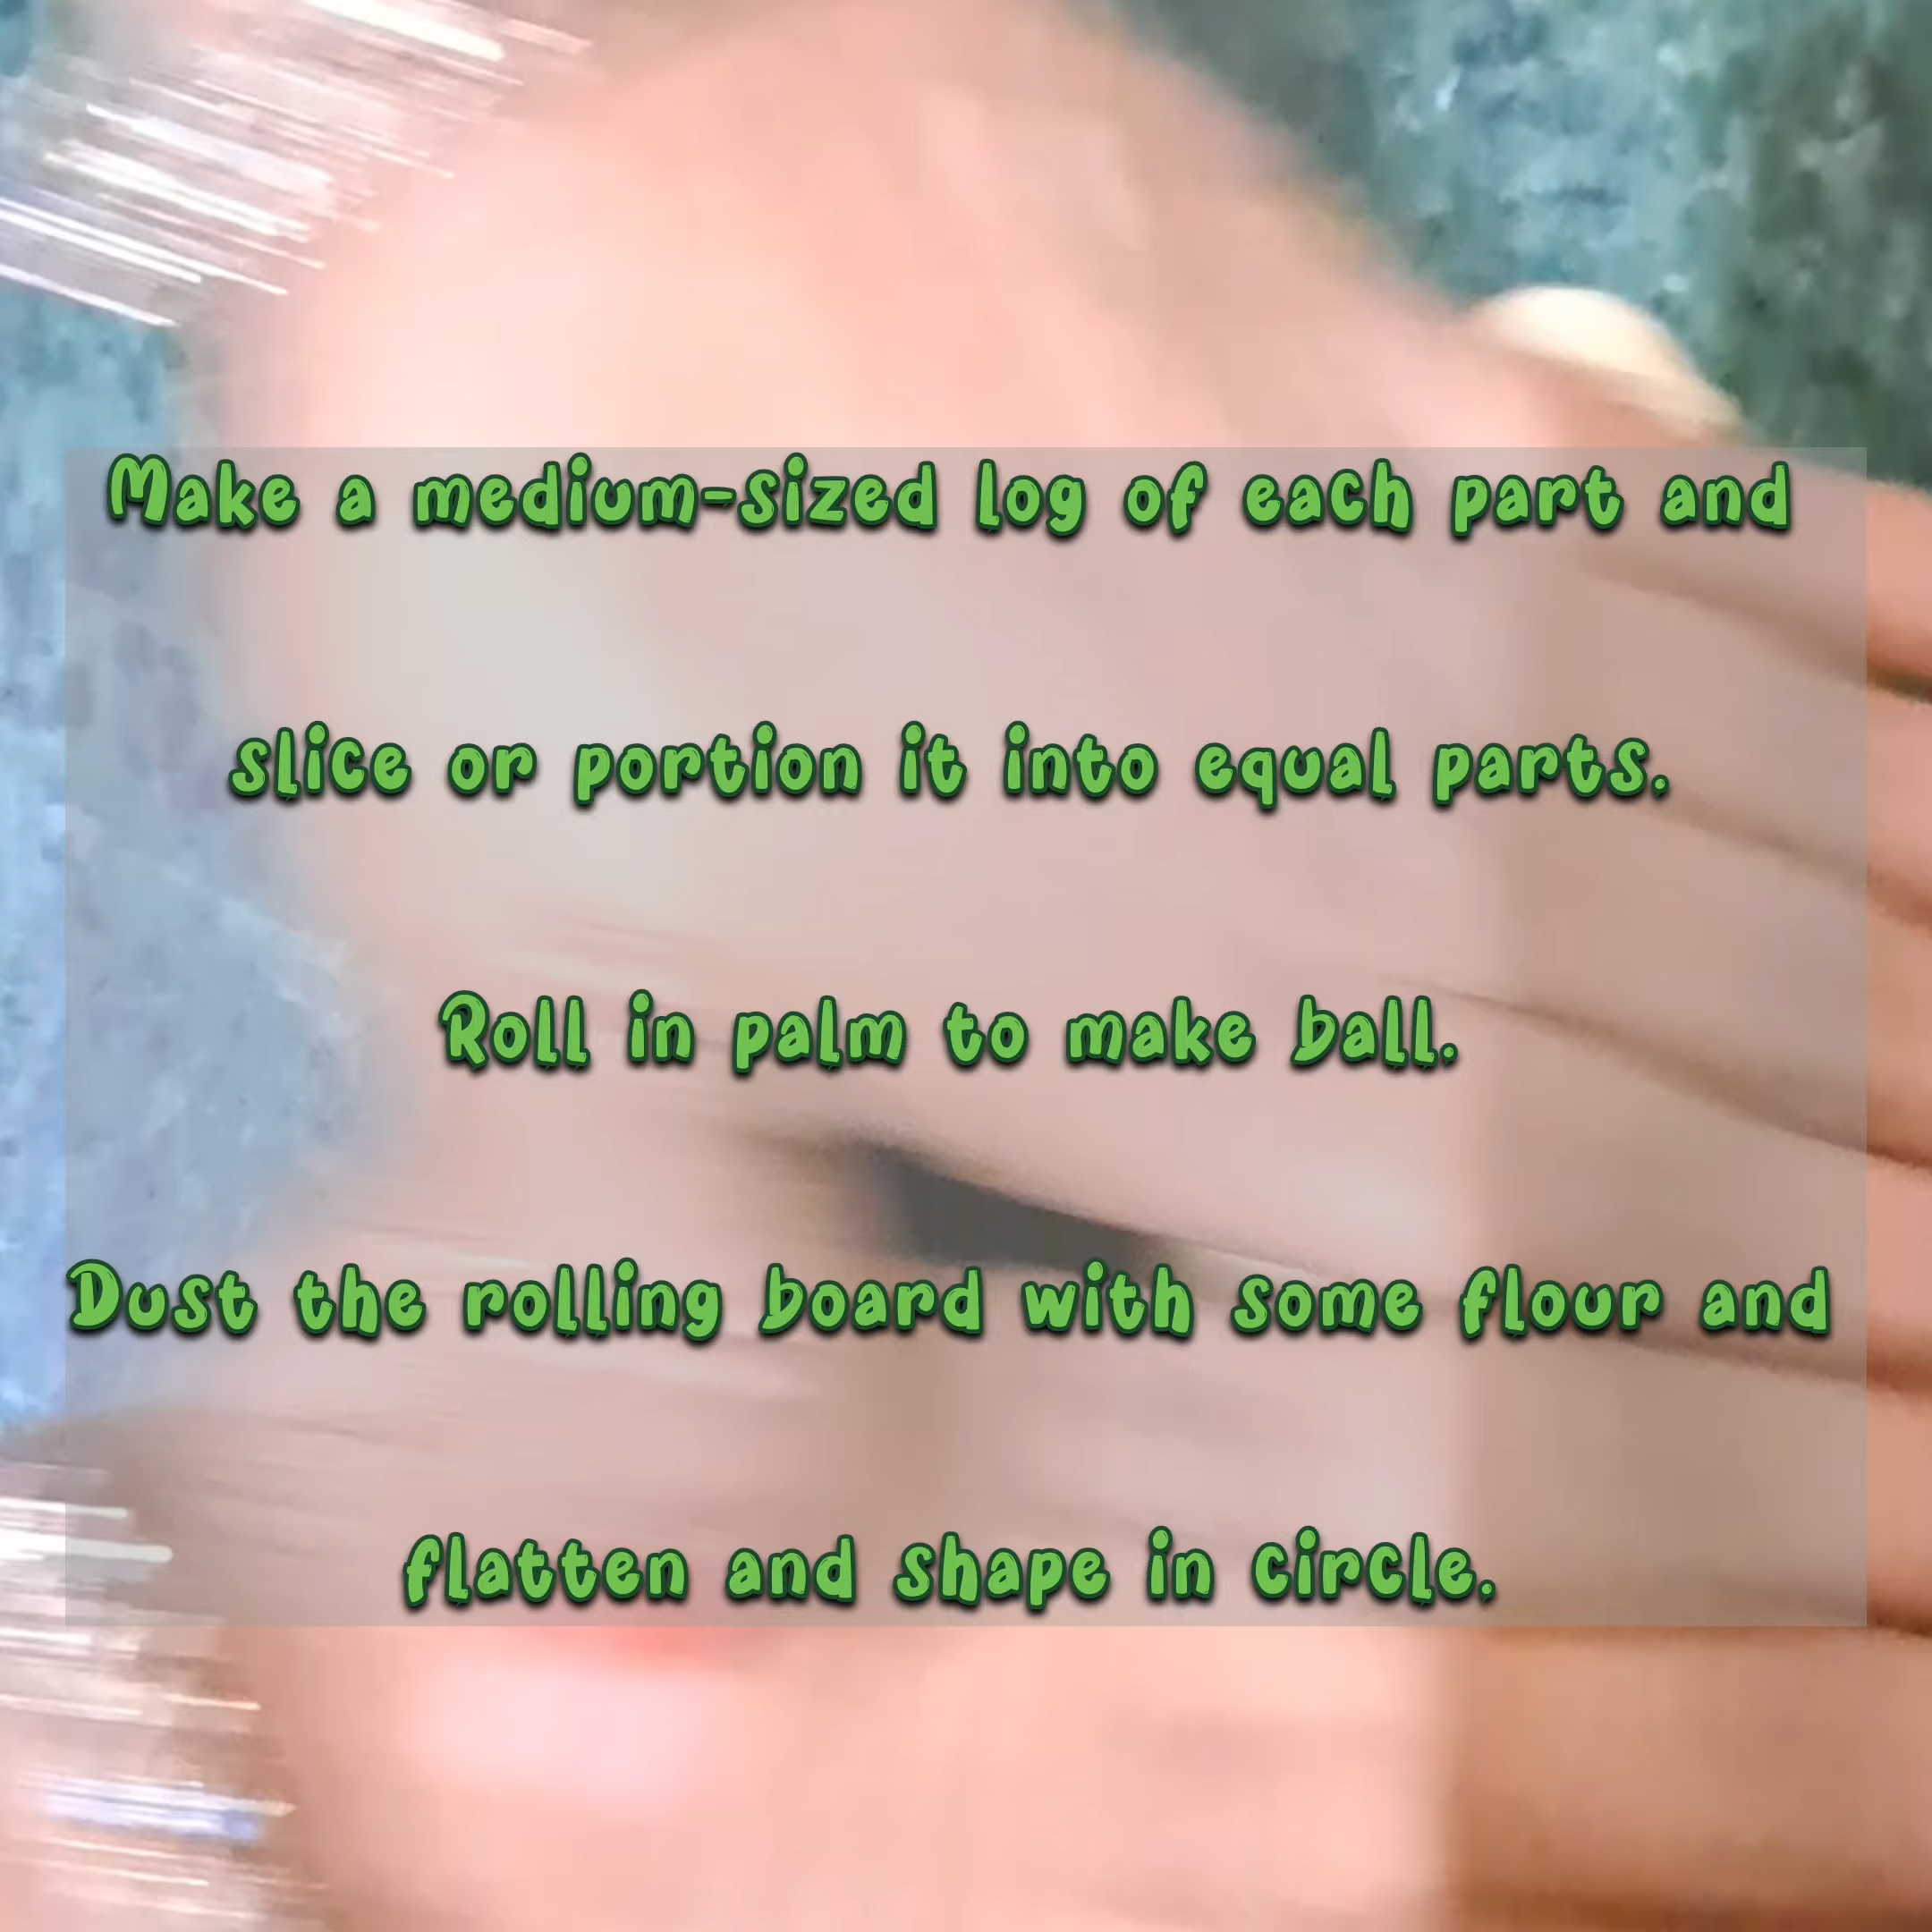 Make a medium-sized log of each part and
slice or portion it into equal parts.
Roll in palm to make ball.
Dust the rolling board with some flour and
flatten and shape in circle.